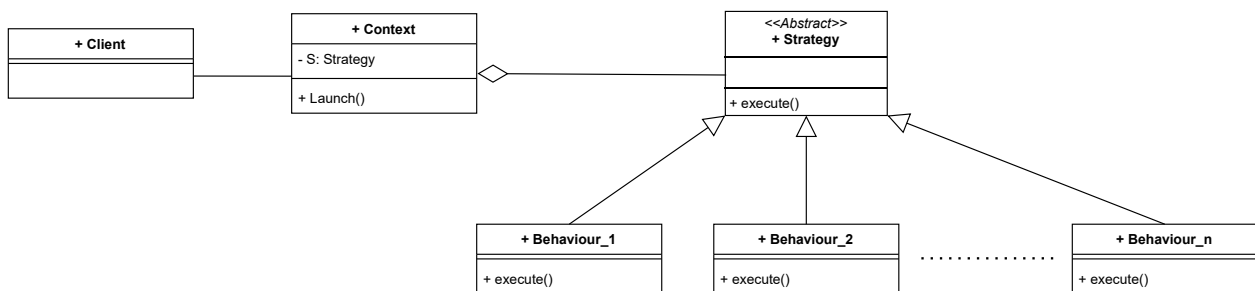 + Client
+ Context
- S: Strategy
+ Launch()
<<Abstract>>
+ Strategy
+ execute()
+ Behaviour_1
+ execute()
+ Behaviour_2
+ execute()
+ Behaviour_n
+ execute()